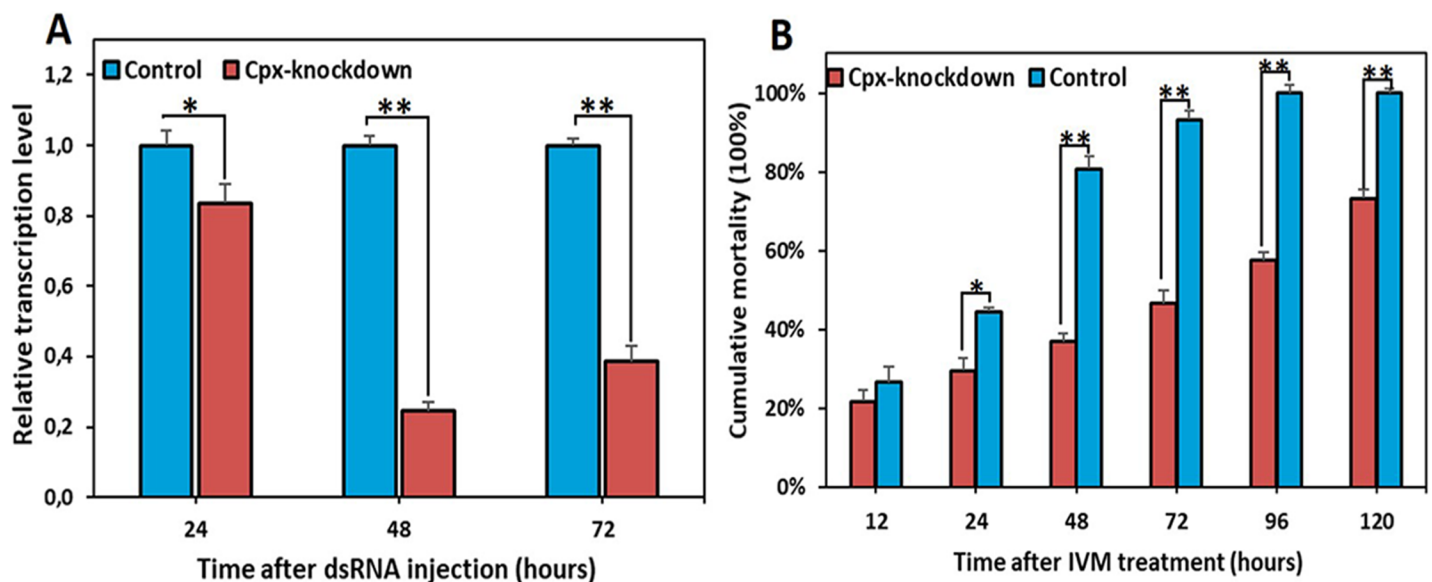 A
Control Cpx-knockdown
Relative transcription level
1,2
1,0
0,8
0,6
0,4
0,2
0,0
*
**
**
24 48 72
Time after dsRNA injection (hours)
B
Cpx-knockdown Control
Cumulative mortality (100%)
100%
80%
60%
40%
20%
0%
*
**
**
**
**
12 24 48 72 96 120
Time after IVM treatment (hours)